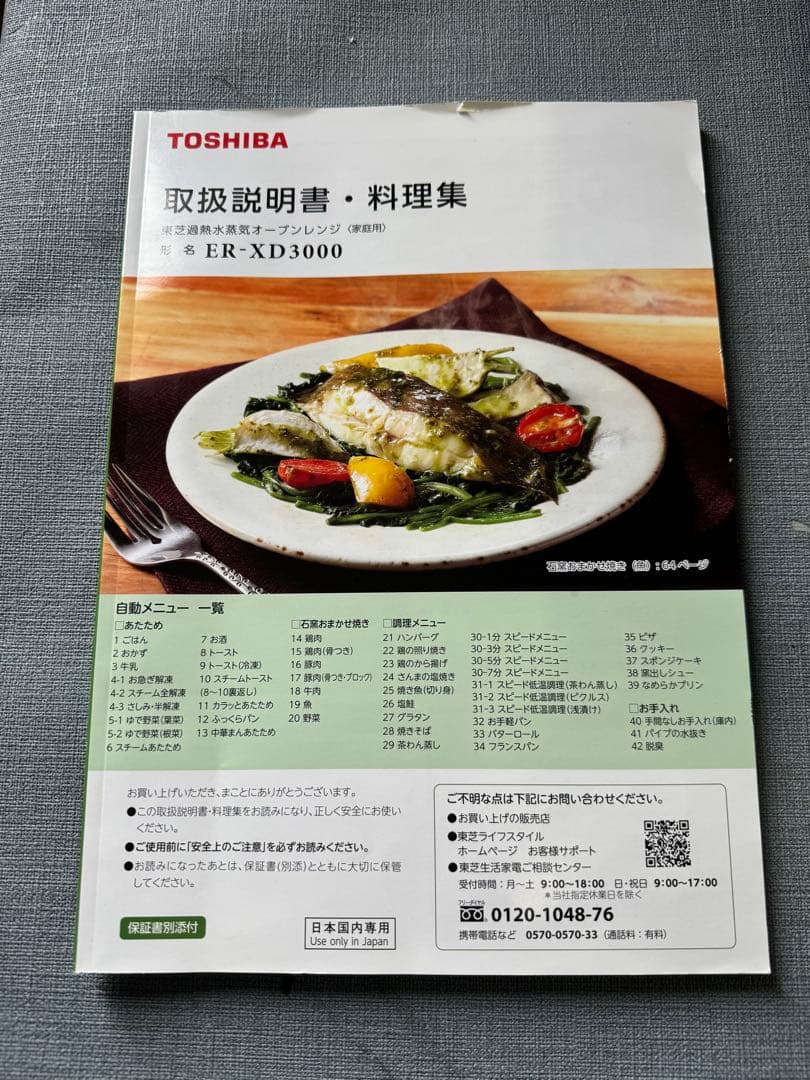 TOSHIBA
取扱説明書・料理集
東芝過熱水蒸気オーブンレンジ〈家庭用〉
形 名 ER-XD3000
石窯おまかせ焼き(魚):64ページ
自動メニュー 一覧
□あたため
1 ごはん
2 おかず
3 牛乳
4-1 お急ぎ解凍
4-2 スチーム全解凍
4-3 さしみ・半解凍
5-1 ゆで野菜(葉菜)
5-2 ゆで野菜(根菜)
6 スチームあたため
7 お酒
8 トースト
9 トースト(冷凍)
10 スチームトースト
(8〜10裏返し)
11 カラッとあたため
12 ふっくらパン
13 中華まんあたため
□石窯おまかせ焼き
14 鶏肉
15 鶏肉(骨つき)
16 豚肉
17 豚肉(骨つき・ブロック)
18 牛肉
19 魚
20 野菜
□調理メニュー
21 ハンバーグ
22 鶏の照り焼き
23 鶏のから揚げ
24 さんまの塩焼き
25 焼き魚(切り身)
26 塩鮭
27 グラタン
28 焼きそば
29 茶わん蒸し
30-1分 スピードメニュー
30-3分 スピードメニュー
30-5分 スピードメニュー
30-7分 スピードメニュー
31-1 スピード低温調理(茶わん蒸し)
31-2 スピード低温調理(ピクルス)
31-3 スピード低温調理(浅漬け)
32 お手軽パン
33 バターロール
34 フランスパン
35 ピザ
36 クッキー
37 スポンジケーキ
38 窯出しシュー
39 なめらかプリン
□お手入れ
40 手間なしお手入れ(庫内)
41 パイプの水抜き
42 脱臭
お買い上げいただき、まことにありがとうございます。
●この取扱説明書・料理集をお読みになり、正しく安全にお使い
ください。
●ご使用前に「安全上のご注意」を必ずお読みください。
●お読みになったあとは、保証書(別添)とともに大切に保管
してください。
保証書別添付
日本国内専用
Use only in Japan
ご不明な点は下記にお問い合わせください。
●お買い上げの販売店
●東芝ライフスタイル
ホームページ お客様サポート
●東芝生活家電ご相談センター
受付時間:月〜土 9:00〜18:00 日・祝日 9:00〜17:00
＊当社指定休業日を除く
フリーダイヤル
0120-1048-76
携帯電話など 0570-0570-33(通話料:有料)